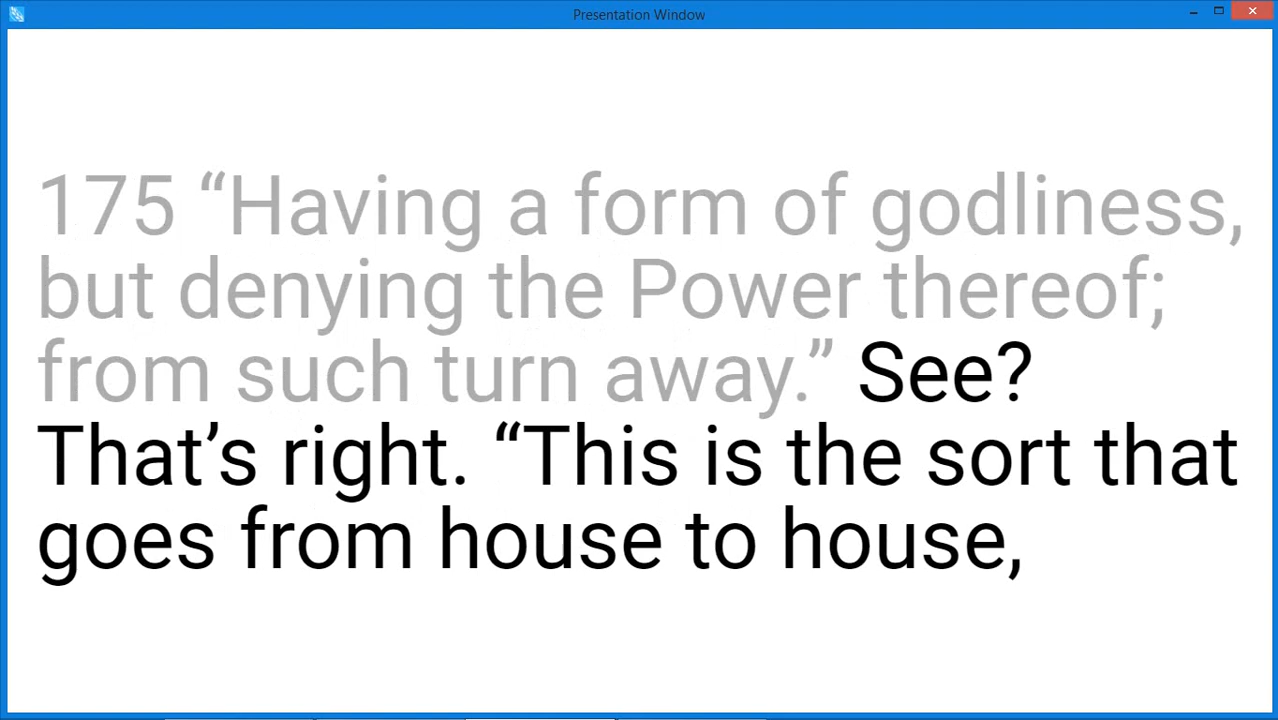 Presentation Window
175 “Having a form of godliness,
but denying the Power thereof;
from such turn away.” See?
That’s right. “This is the sort that
goes from house to house,